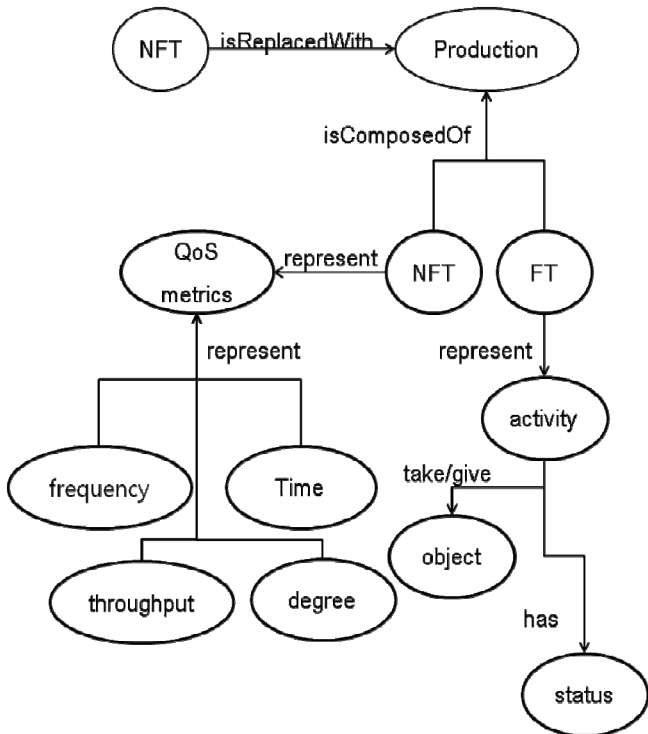 NFT
isReplacedWith
Production
isComposedOf
QoS
metrics
represent
NFT
FT
represent
represent
activity
frequency
Time
take/give
object
throughput
degree
has
status